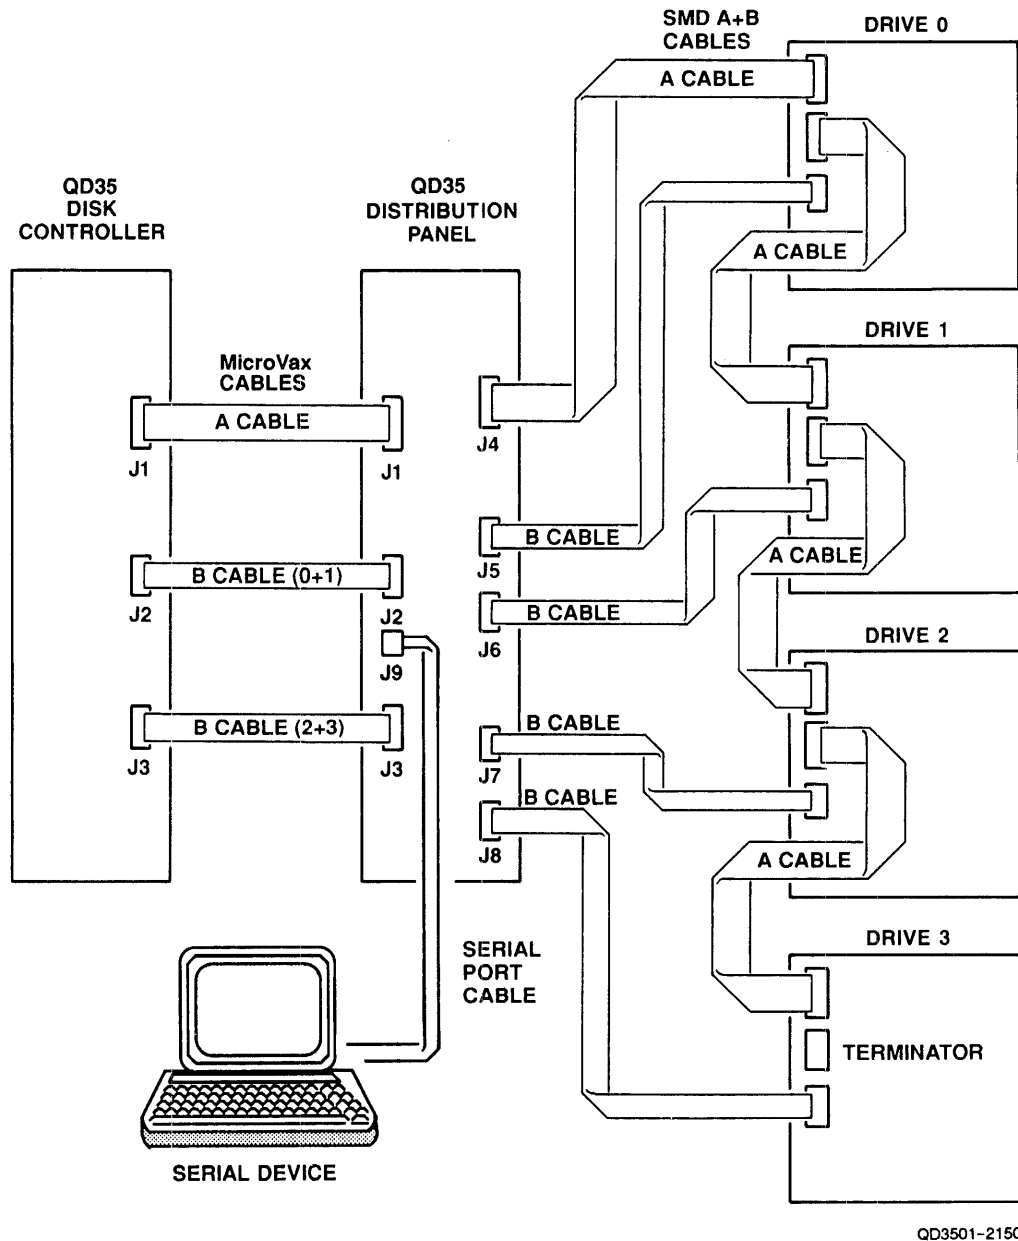 SMD A+B
CABLES
DRIVE 0
A CABLE
QD35
DISK
CONTROLLER
QD35
DISTRIBUTION
PANEL
A CABLE
DRIVE 1
MicroVax
CABLES
A CABLE
J1
J1
J4
B CABLE
J5
A CABLE
B CABLE (0+1)
J2
J2
B CABLE
J6
DRIVE 2
J9
B CABLE (2+3)
J3
J3
B CABLE
J7
B CABLE
J8
A CABLE
DRIVE 3
SERIAL
PORT
CABLE
TERMINATOR
SERIAL DEVICE
QD3501-2150